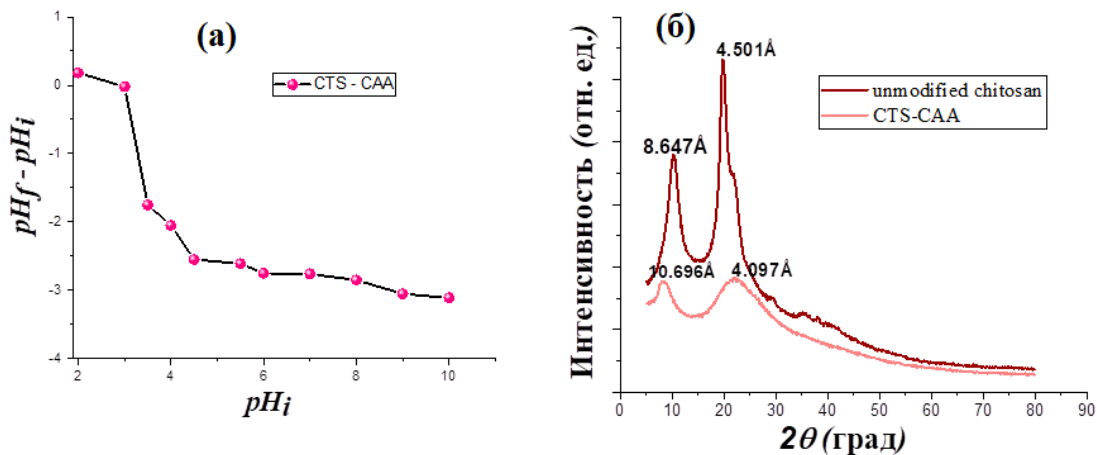 (а)
CTS - CAA
1
0
-1
-2
-3
-4
2
4
6
8
10
pHf - pHi
pHi
(б)
4.501Å
8.647Å
unmodified chitosan
CTS-CAA
10.696Å
4.097Å
Интенсивность (отн. ед.)
0
10
20
30
40
50
60
70
80
90
2θ (град)